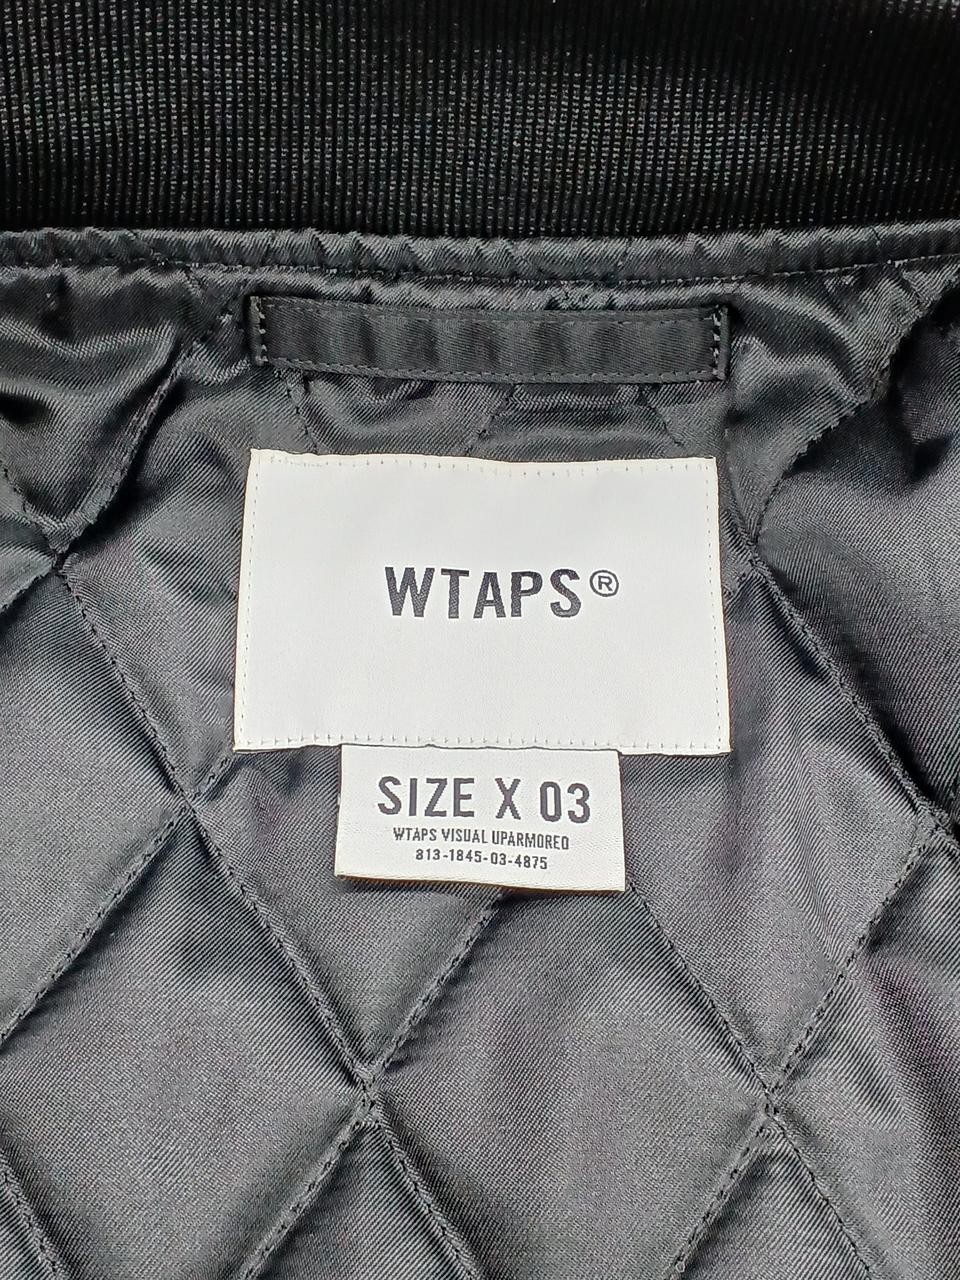 WTAPS®
SIZE X 03
WTAPS VISUAL UPARMORED
813-1845-03-4875